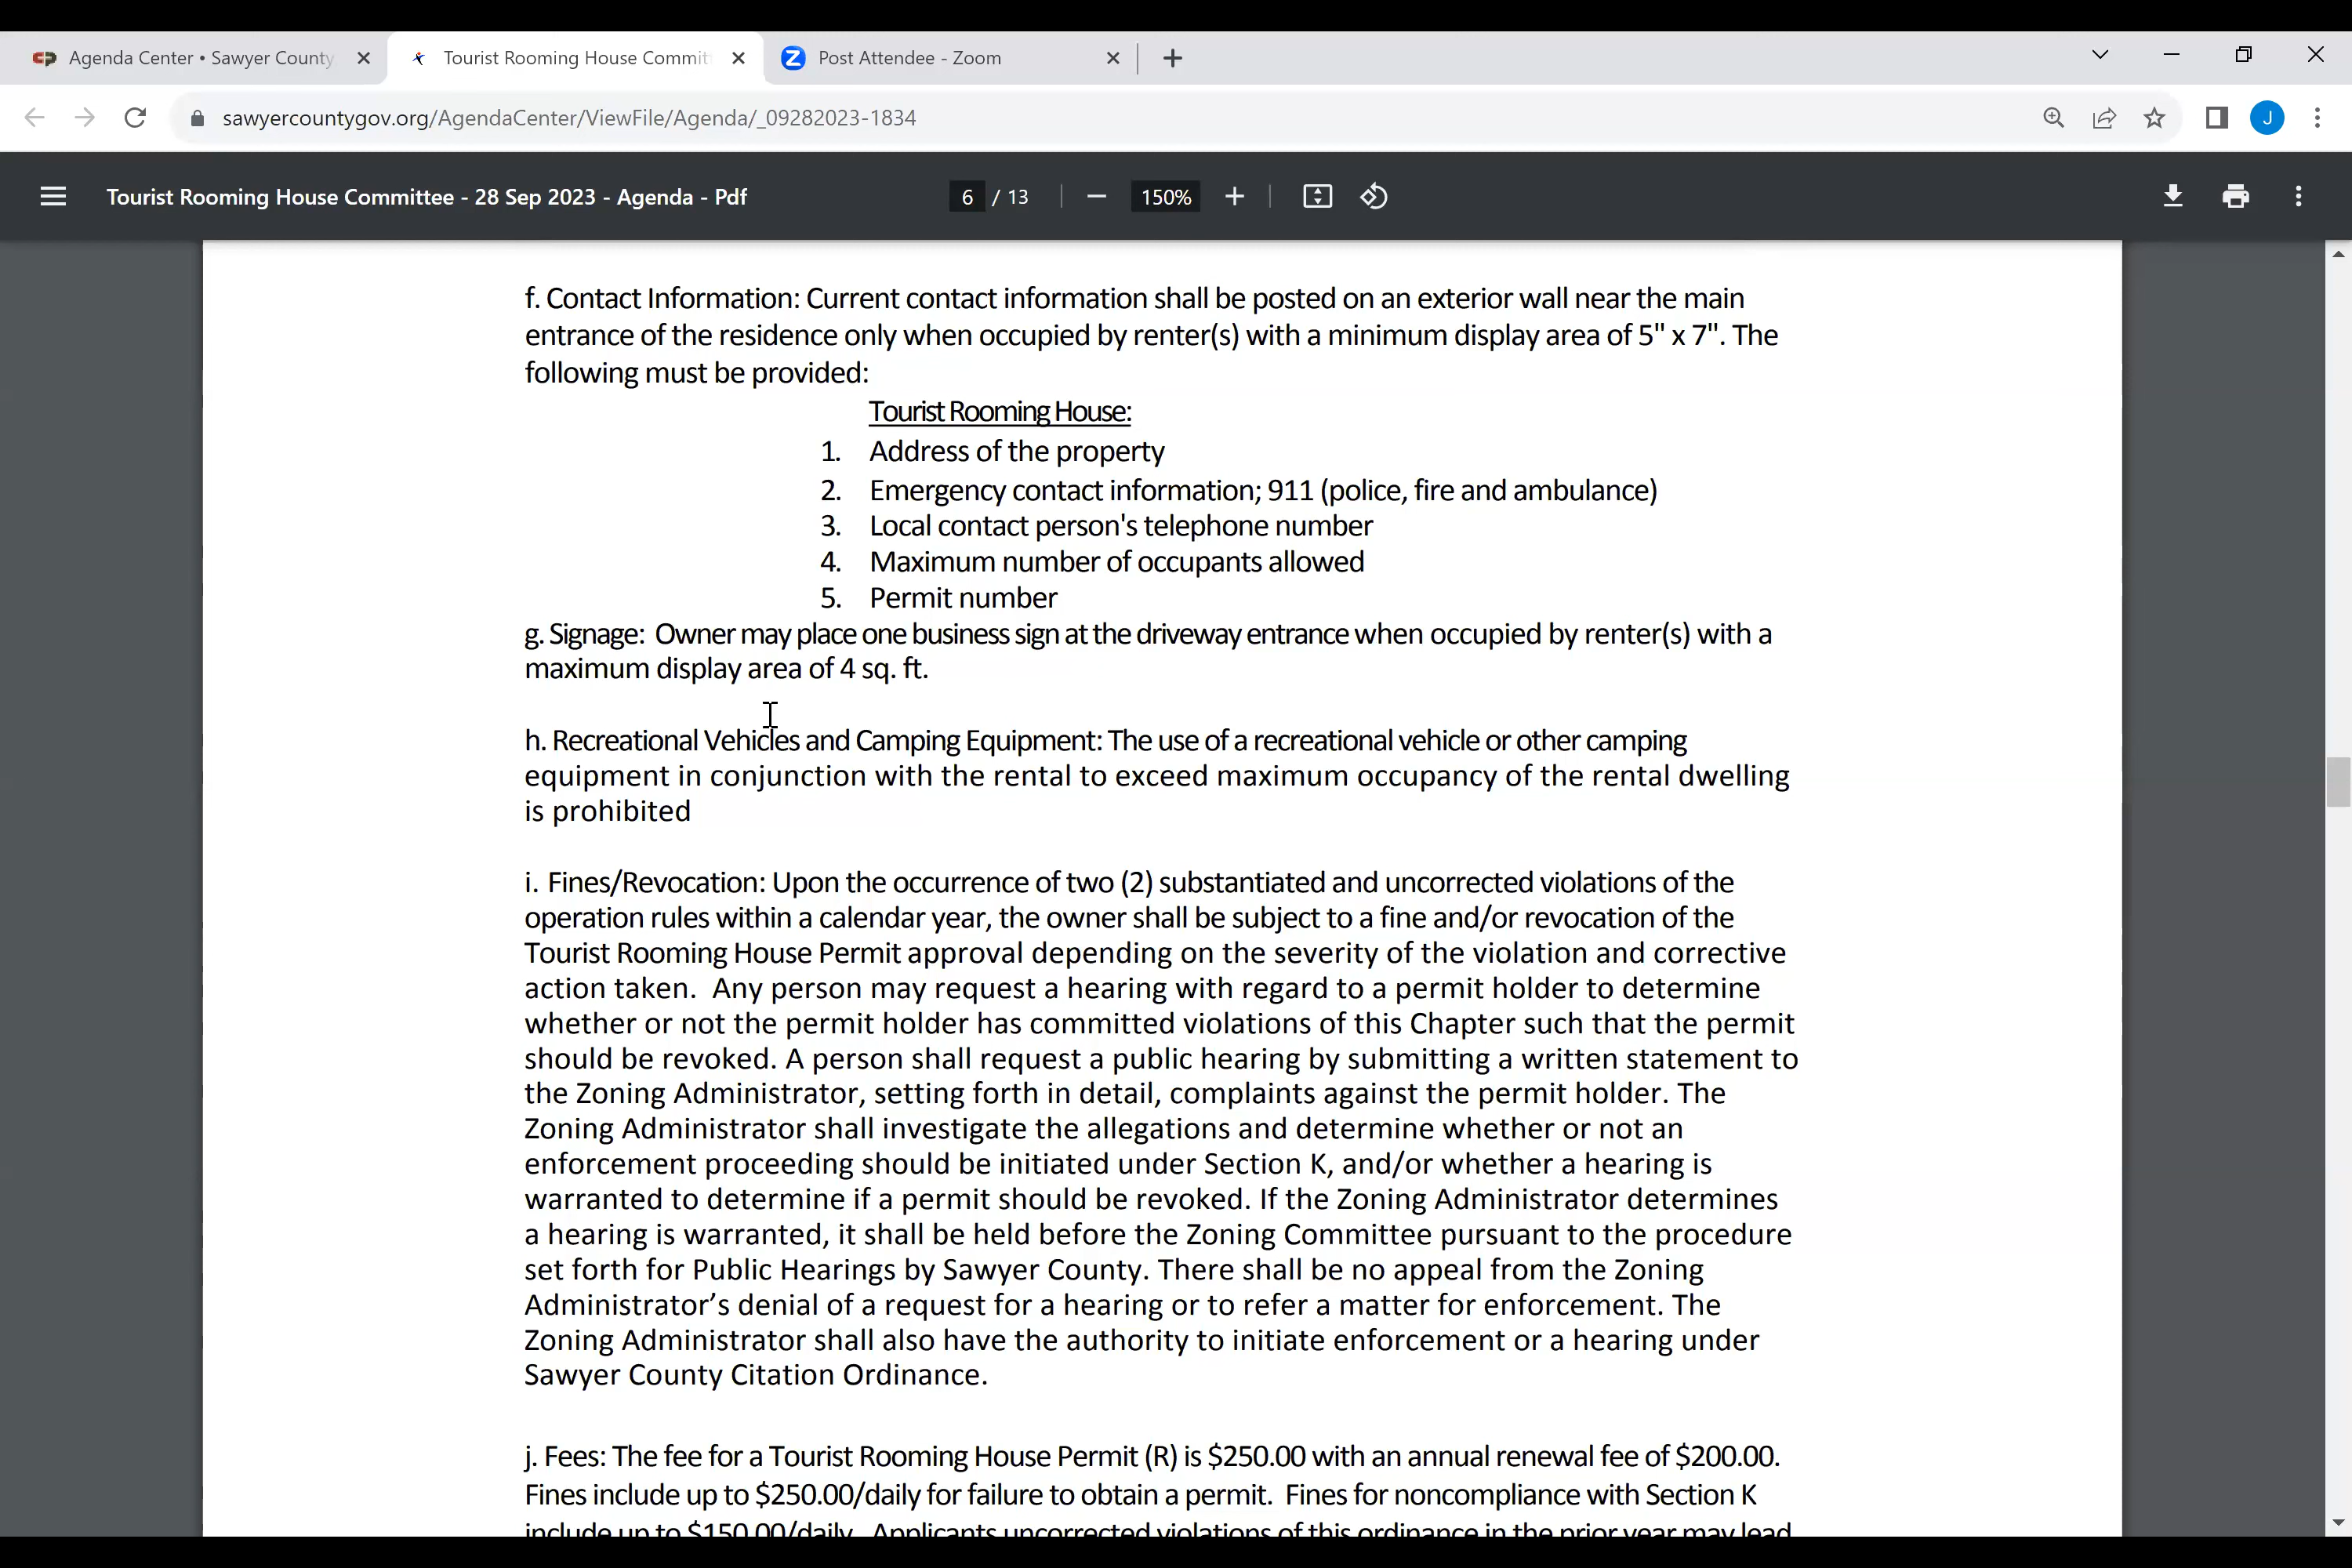 Agenda Center • Sawyer County
Tourist Rooming House Commit
Post Attendee - Zoom
sawyercountygov.org/AgendaCenter/ViewFile/Agenda/_09282023-1834
J
Tourist Rooming House Committee - 28 Sep 2023 - Agenda - Pdf
6 / 13
150%
f. Contact Information: Current contact information shall be posted on an exterior wall near the main
entrance of the residence only when occupied by renter(s) with a minimum display area of 5" x 7". The
following must be provided:
Tourist Rooming House:
1. Address of the property
2. Emergency contact information; 911 (police, fire and ambulance)
3. Local contact person's telephone number
4. Maximum number of occupants allowed
5. Permit number
g. Signage: Owner may place one business sign at the driveway entrance when occupied by renter(s) with a
maximum display area of 4 sq. ft.
h. Recreational Vehicles and Camping Equipment: The use of a recreational vehicle or other camping
equipment in conjunction with the rental to exceed maximum occupancy of the rental dwelling
is prohibited
i. Fines/Revocation: Upon the occurrence of two (2) substantiated and uncorrected violations of the
operation rules within a calendar year, the owner shall be subject to a fine and/or revocation of the
Tourist Rooming House Permit approval depending on the severity of the violation and corrective
action taken. Any person may request a hearing with regard to a permit holder to determine
whether or not the permit holder has committed violations of this Chapter such that the permit
should be revoked. A person shall request a public hearing by submitting a written statement to
the Zoning Administrator, setting forth in detail, complaints against the permit holder. The
Zoning Administrator shall investigate the allegations and determine whether or not an
enforcement proceeding should be initiated under Section K, and/or whether a hearing is
warranted to determine if a permit should be revoked. If the Zoning Administrator determines
a hearing is warranted, it shall be held before the Zoning Committee pursuant to the procedure
set forth for Public Hearings by Sawyer County. There shall be no appeal from the Zoning
Administrator’s denial of a request for a hearing or to refer a matter for enforcement. The
Zoning Administrator shall also have the authority to initiate enforcement or a hearing under
Sawyer County Citation Ordinance.
j. Fees: The fee for a Tourist Rooming House Permit (R) is $250.00 with an annual renewal fee of $200.00.
Fines include up to $250.00/daily for failure to obtain a permit. Fines for noncompliance with Section K
include up to $150.00/daily. Applicants uncorrected violations of this ordinance in the prior year may lead